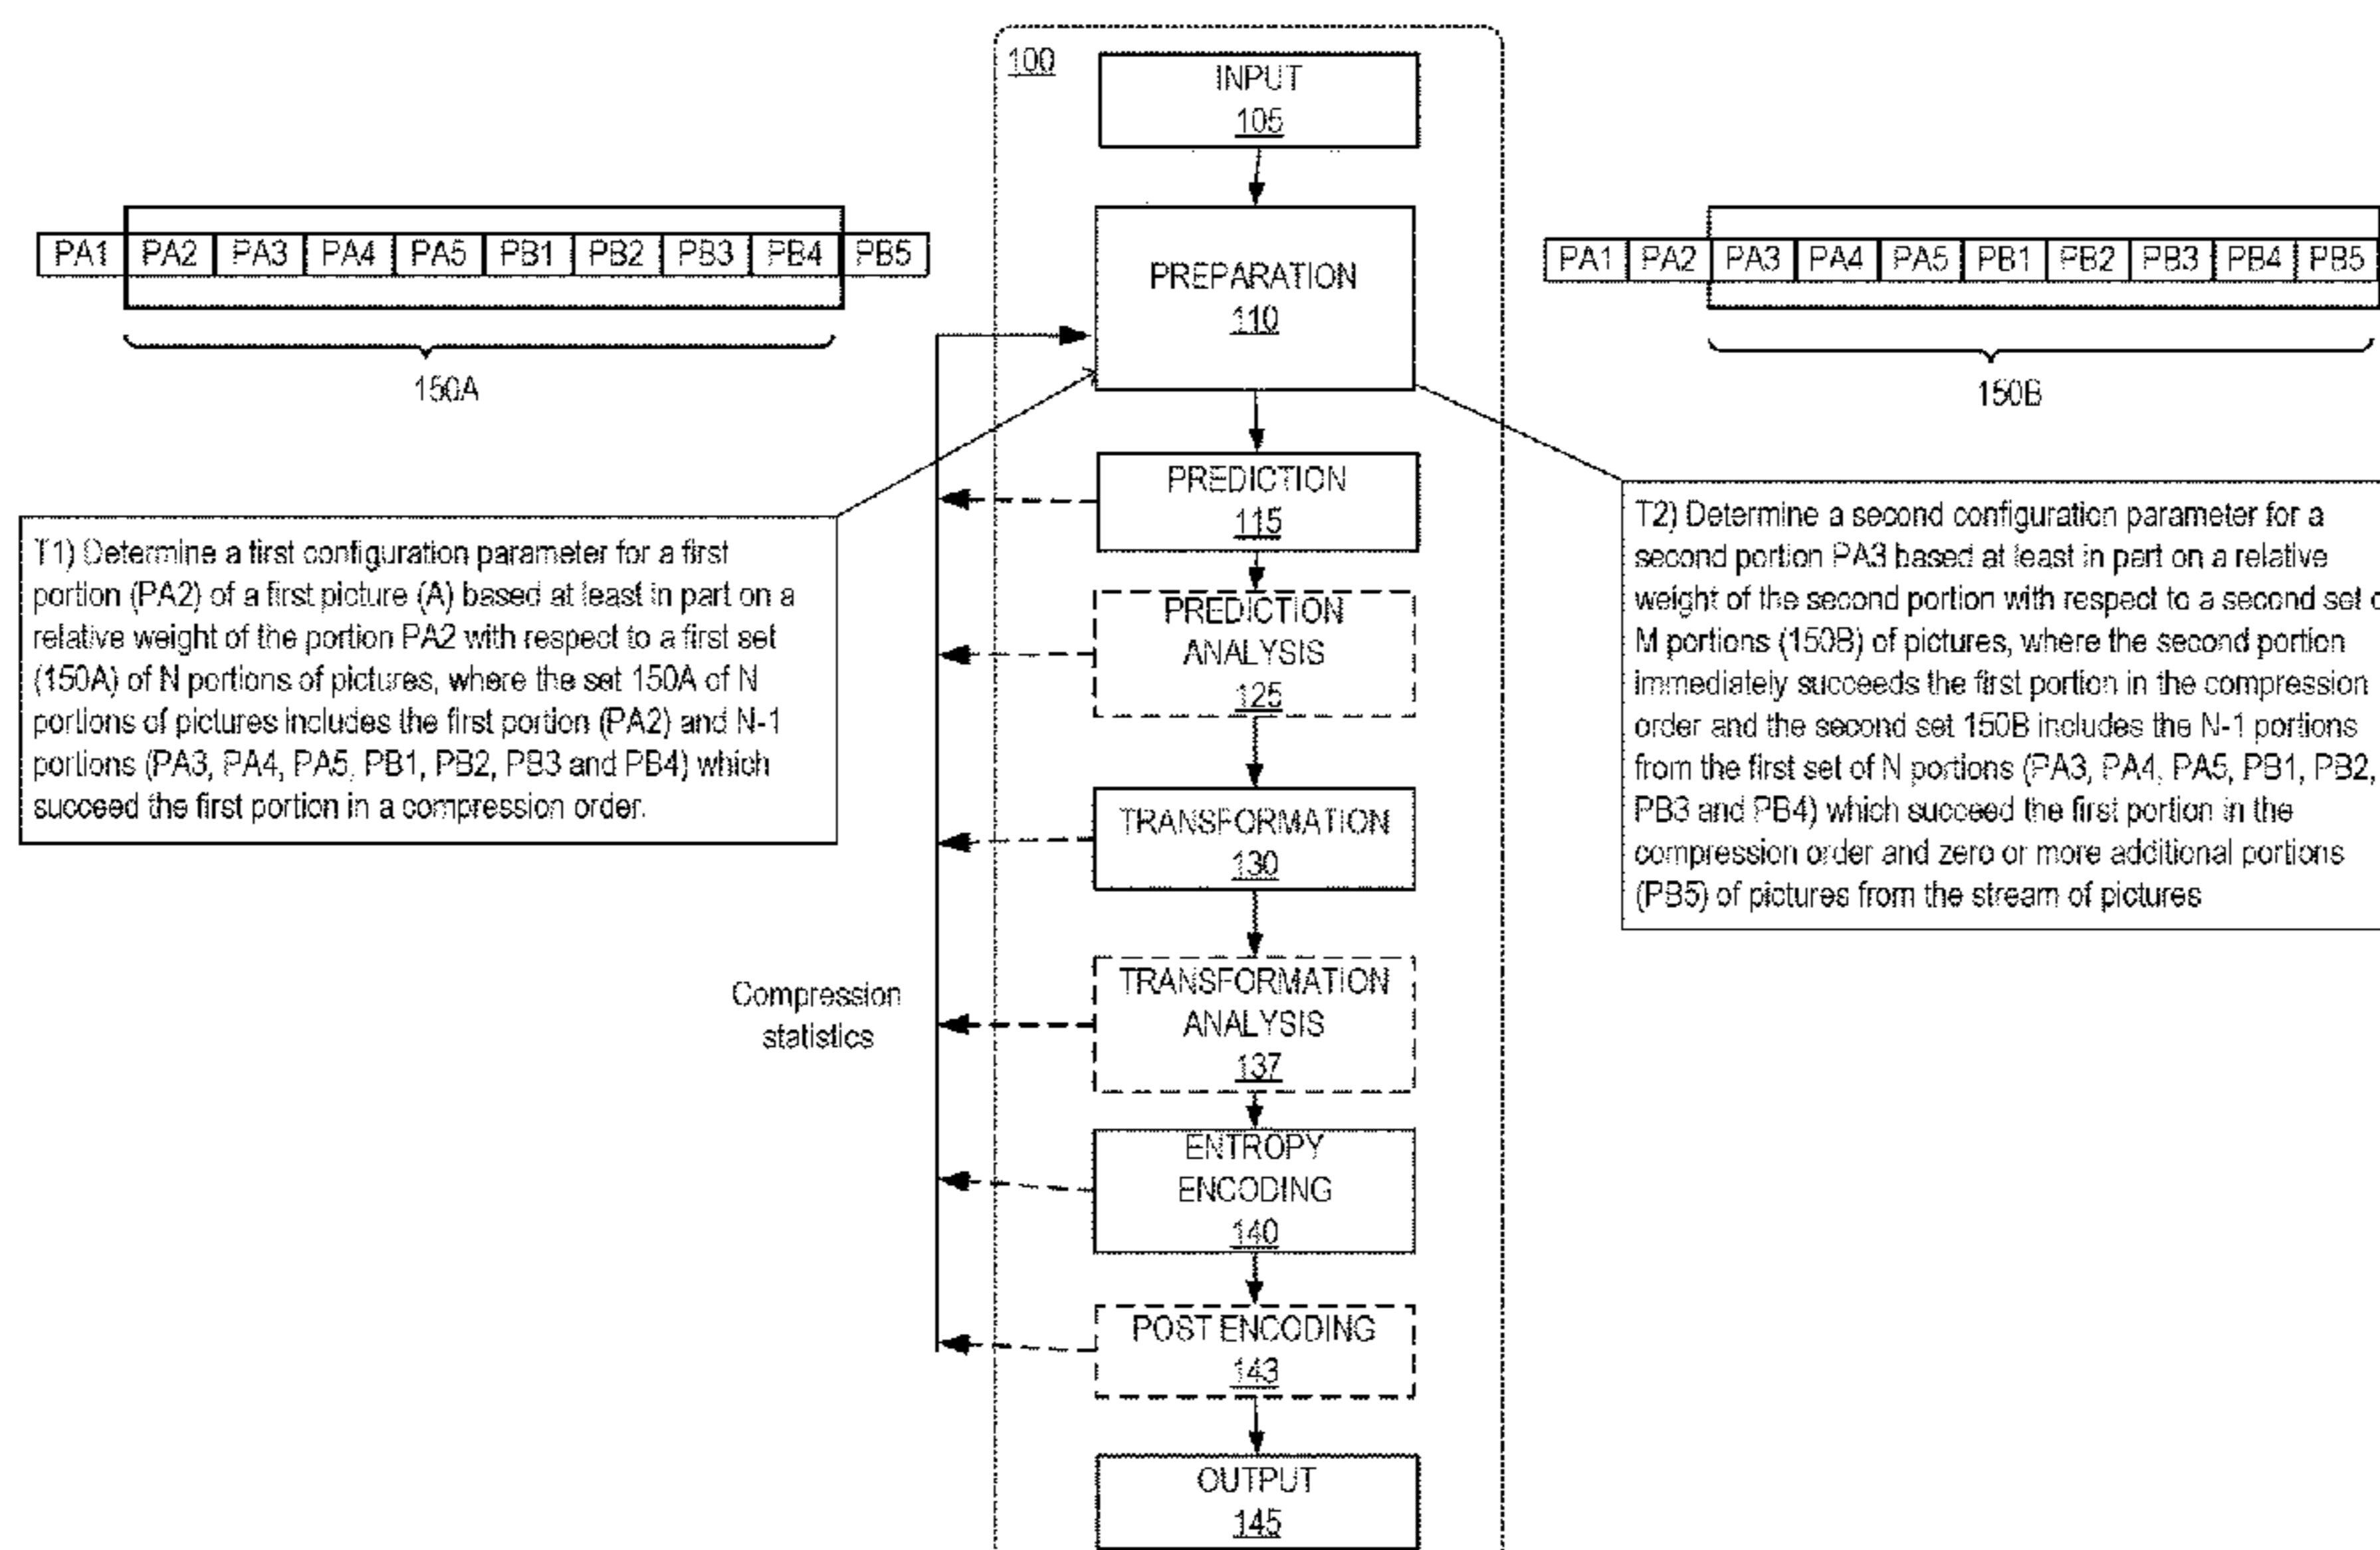 100
INPUT
105
PA1 PA2 PA3 PA4 PA5 PB1 PB2 PB3 PB4 PB5
150A
PREPARATION
110
PA1 PA2 PA3 PA4 PA5 PB1 PB2 PB3 PB4 PB5
150B
T1) Determine a first configuration parameter for a first
portion (PA2) of a first picture (A) based at least in part on a
relative weight of the portion PA2 with respect to a first set
(150A) of N portions of pictures, where the set 150A of N
portions of pictures includes the first portion (PA2) and N-1
portions (PA3, PA4, PA5, PB1, PB2, PB3 and PB4) which
succeed the first portion in a compression order.
PREDICTION
115
PREDICTION
ANALYSIS
125
TRANSFORMATION
130
TRANSFORMATION
ANALYSIS
137
ENTROPY
ENCODING
140
POST ENCODING
143
OUTPUT
145
Compression
statistics
T2) Determine a second configuration parameter for a
second portion PA3 based at least in part on a relative
weight of the second portion with respect to a second set
M portions (150B) of pictures, where the second portion
immediately succeeds the first portion in the compression
order and the second set 150B includes the N-1 portions
from the first set of N portions (PA3, PA4, PA5, PB1, PB2,
PB3 and PB4) which succeed the first portion in the
compression order and zero or more additional portions
(PB5) of pictures from the stream of pictures